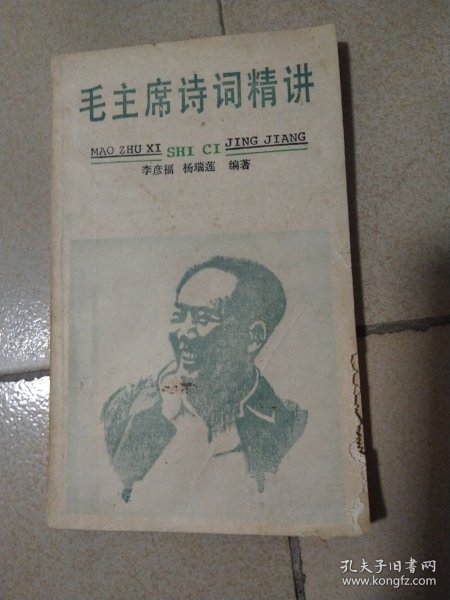 毛主席诗词精讲
MAO ZHU XI SHI CI JING JIANG
李彦福 杨瑞莲 编著
孔夫子旧书网
www.kongfz.com